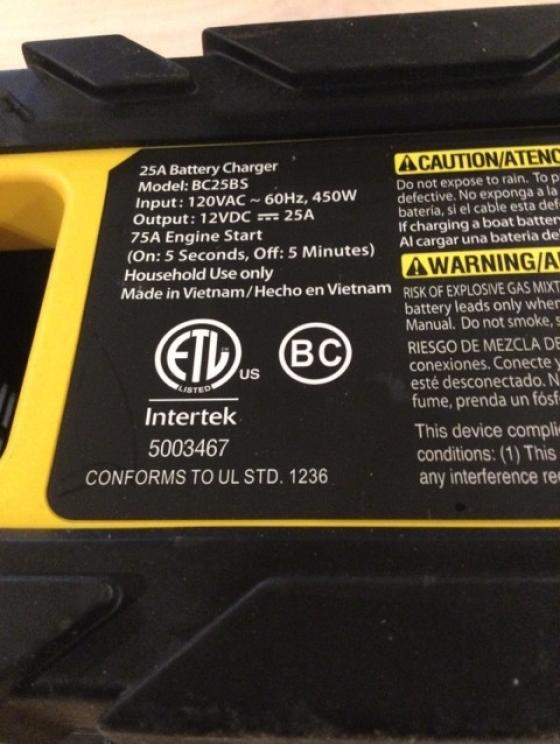 25A Battery Charger
Model: BC25BS
Input: 120VAC ~ 60Hz, 450W
Output: 12VDC ⎓ 25A
75A Engine Start
(On: 5 Seconds, Off: 5 Minutes)
Household Use only
Made in Vietnam/Hecho en Vietnam
ETL
LISTED
US
BC
Intertek
5003467
CONFORMS TO UL STD. 1236
CAUTION/ATENC
Do not expose to rain. To p
defective. No exponga a la
batería, si el cable esta def
If charging a boat batter
Al cargar una batería de
WARNING/A
RISK OF EXPLOSIVE GAS MIXT
battery leads only when
Manual. Do not smoke,
RIESGO DE MEZCLA DE
conexiones. Conecte y
esté desconectado. N
fume, prenda un fósf
This device compli
conditions: (1) This
any interference re